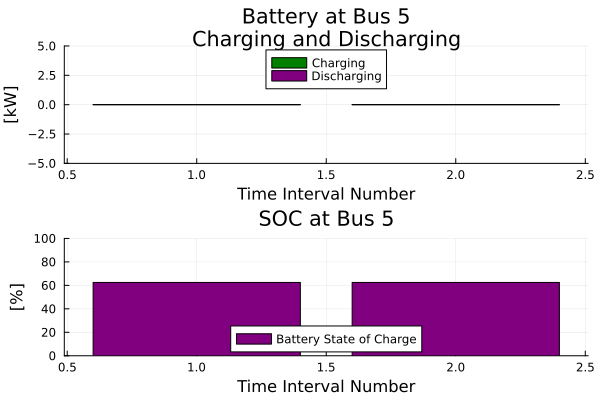 Battery at Bus 5
Charging and Discharging
5.0
2.5
0.0
−2.5
−5.0
[kW]
Charging
Discharging
0.5 1.0 1.5 2.0 2.5
Time Interval Number
SOC at Bus 5
100
80
60
40
20
0
[%]
Battery State of Charge
0.5 1.0 1.5 2.0 2.5
Time Interval Number